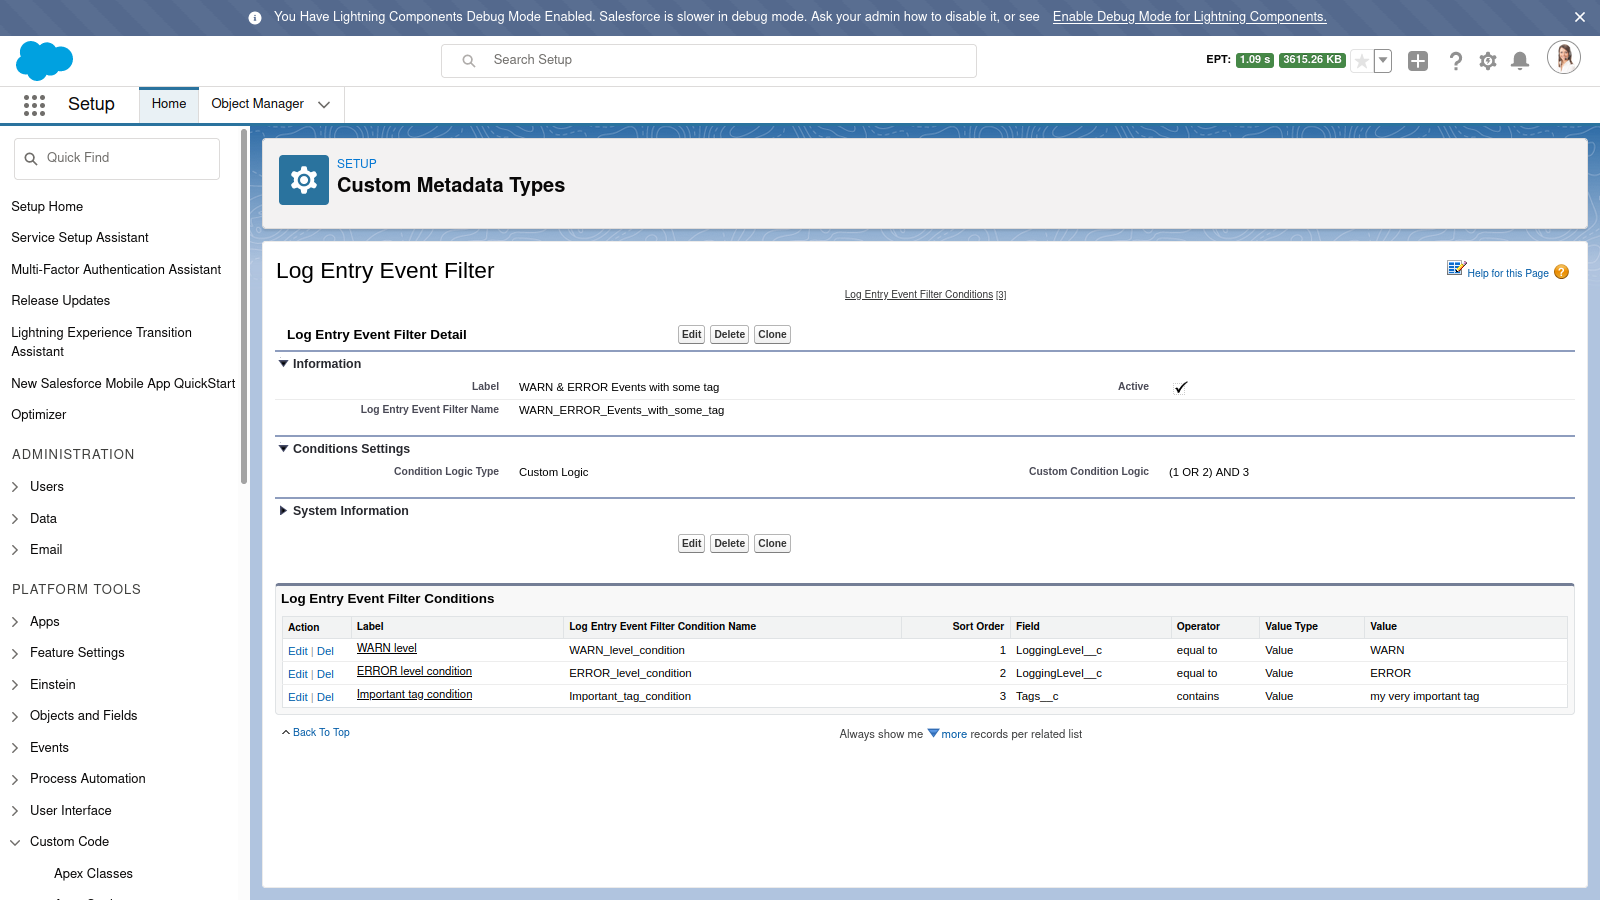 You Have Lightning Components Debug Mode Enabled. Salesforce is slower in debug mode. Ask your admin how to disable it, or see Enable Debug Mode for Lightning Components.
Search Setup
EPT: 1.09 s 3615.26 KB
Setup Home Object Manager
Quick Find
Setup Home
Service Setup Assistant
Multi-Factor Authentication Assistant
Release Updates
Lightning Experience Transition
Assistant
New Salesforce Mobile App QuickStart
Optimizer
ADMINISTRATION
Users
Data
Email
PLATFORM TOOLS
Apps
Feature Settings
Einstein
Objects and Fields
Events
Process Automation
User Interface
Custom Code
Apex Classes
SETUP
Custom Metadata Types
Log Entry Event Filter
Help for this Page
Log Entry Event Filter Conditions [3]
Log Entry Event Filter Detail Edit Delete Clone
Information
Label WARN & ERROR Events with some tag Active
Log Entry Event Filter Name WARN_ERROR_Events_with_some_tag
Conditions Settings
Condition Logic Type Custom Logic Custom Condition Logic (1 OR 2) AND 3
System Information
Edit Delete Clone
Log Entry Event Filter Conditions
Action Label Log Entry Event Filter Condition Name Sort Order Field Operator Value Type Value
Edit | Del WARN level WARN_level_condition 1 LoggingLevel__c equal to Value WARN
Edit | Del ERROR level condition ERROR_level_condition 2 LoggingLevel__c equal to Value ERROR
Edit | Del Important tag condition Important_tag_condition 3 Tags__c contains Value my very important tag
Back To Top Always show me more records per related list